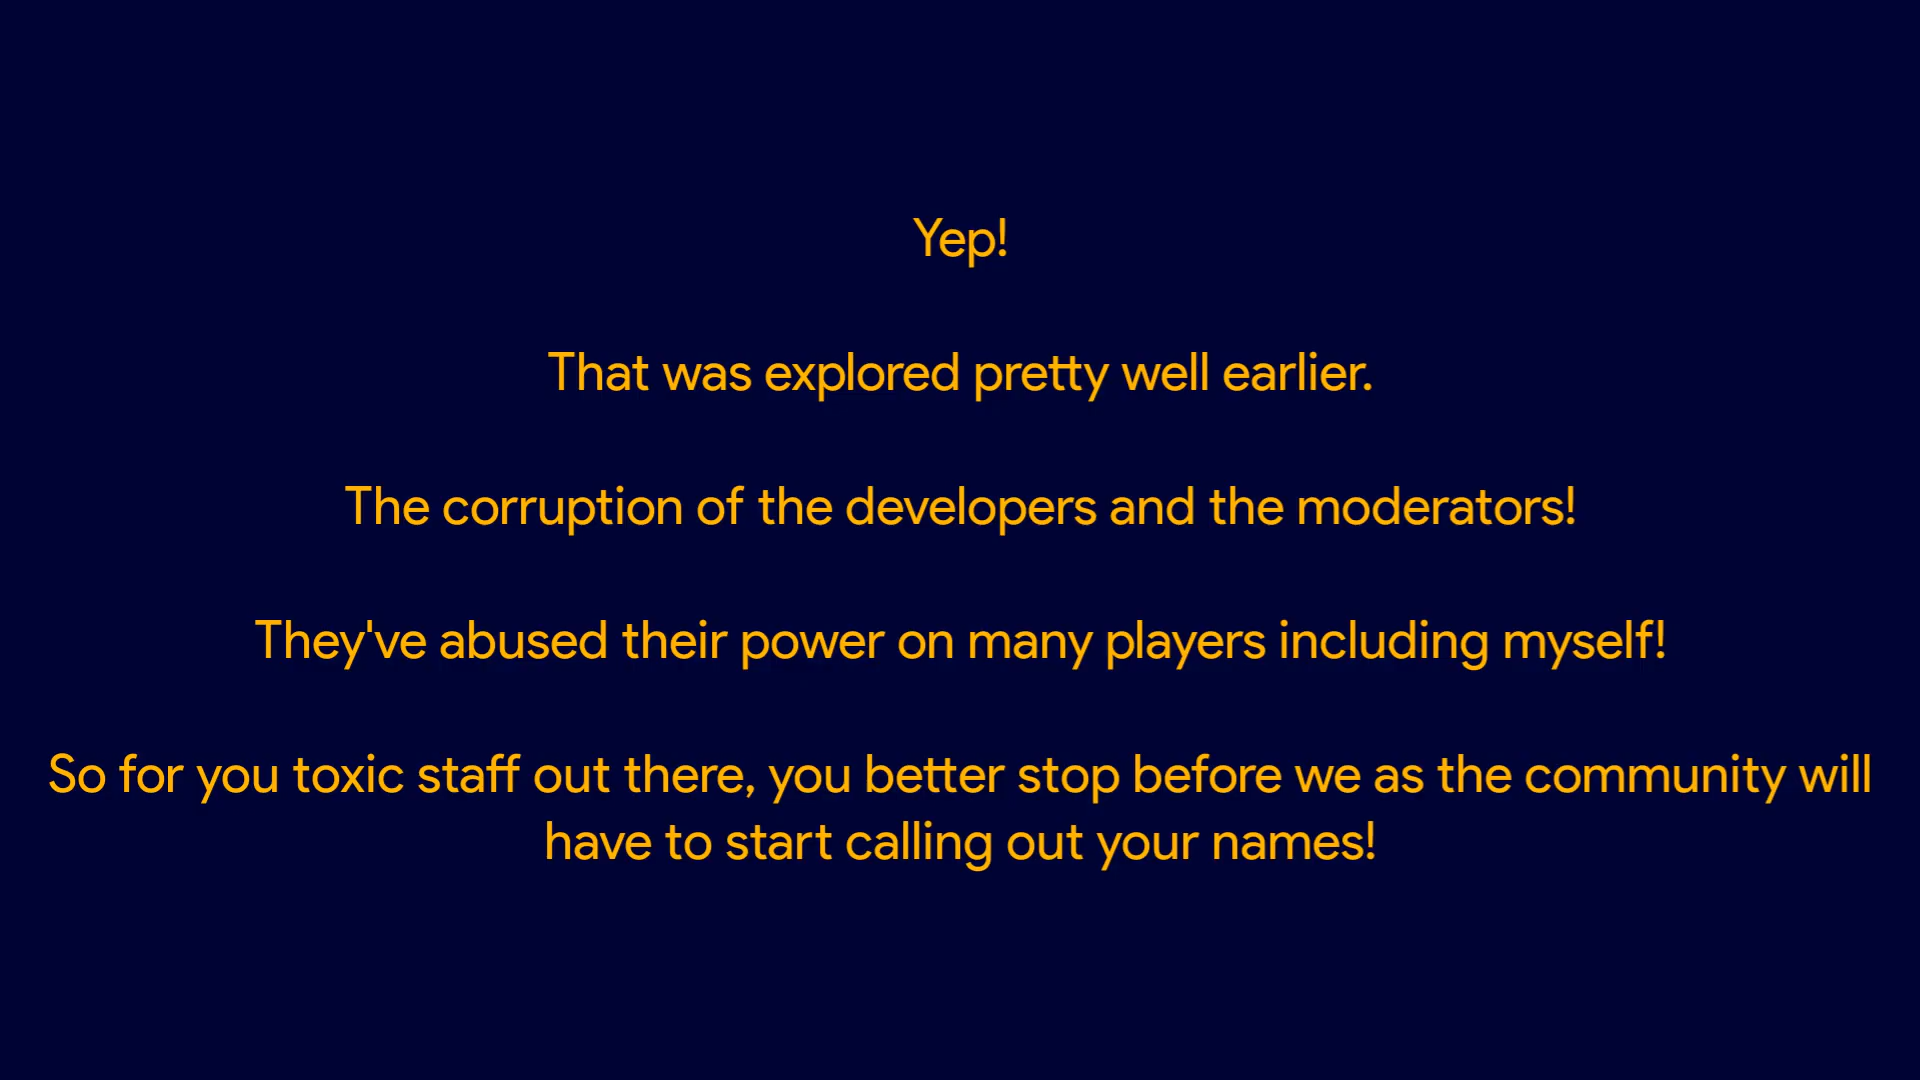 Yep!
That was explored pretty well earlier.
The corruption of the developers and the moderators!
They've abused their power on many players including myself!
So for you toxic staff out there, you better stop before we as the community will
have to start calling out your names!